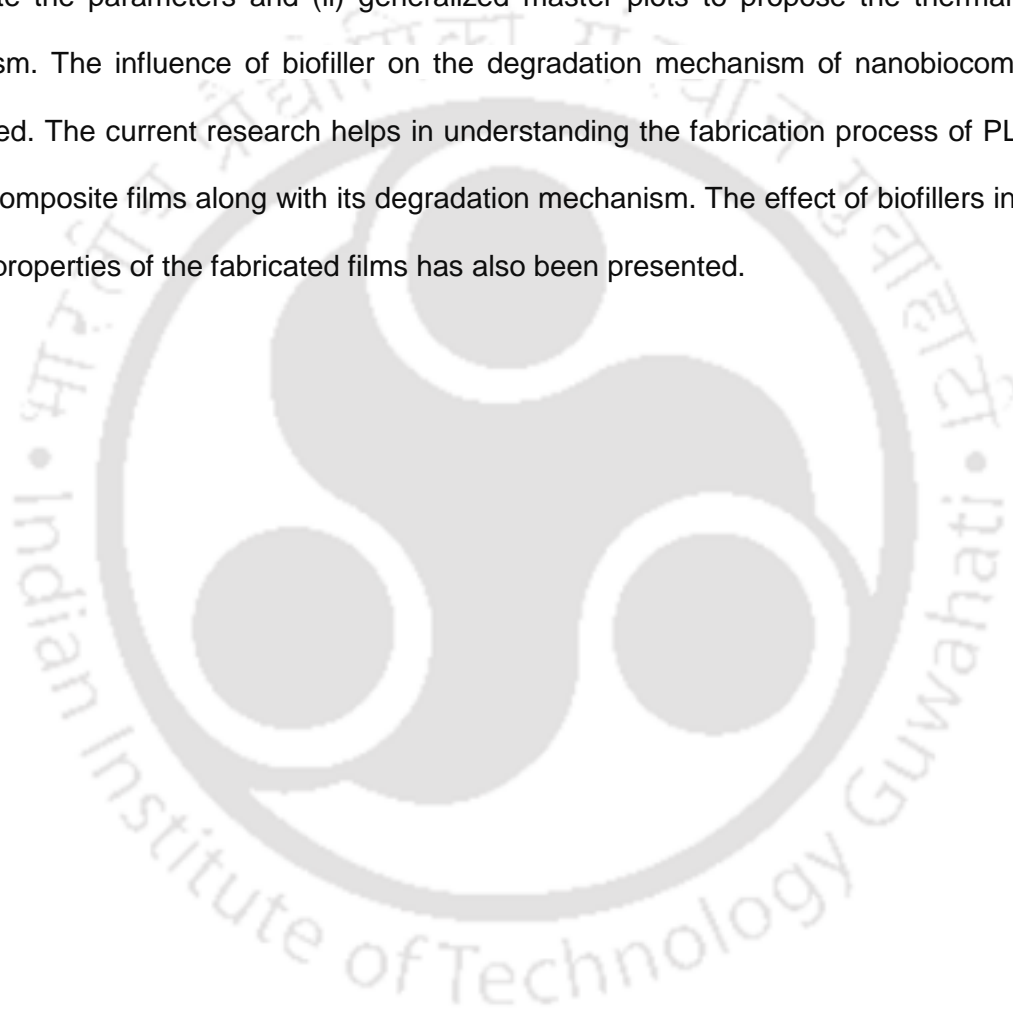 te the parameters and (ii) generalized master plots to propose the thermal
sm. The influence of biofiller on the degradation mechanism of nanobiocom
ed. The current research helps in understanding the fabrication process of PL
omposite films along with its degradation mechanism. The effect of biofillers in
properties of the fabricated films has also been presented.
Indian Institute of Technology Guwahati